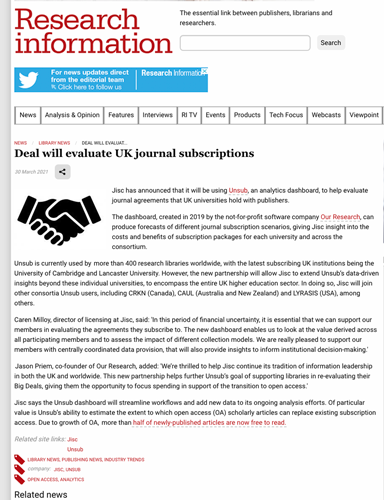 Research
information
The essential link between publishers, librarians and
researchers.
Search
For news updates direct
from the editorial team
Click here to follow us
Research Information
News
Analysis & Opinion
Features
Interviews
RI TV
Events
Products
Tech Focus
Webcasts
Viewpoint
NEWS LIBRARY NEWS DEAL WILL EVALUAT...
Deal will evaluate UK journal subscriptions
30 March 2021
Jisc has announced that it will be using Unsub, an analytics dashboard, to help evaluate
journal agreements that UK universities hold with publishers.
The dashboard, created in 2019 by the not-for-profit software company Our Research, can
produce forecasts of different journal subscription scenarios, giving Jisc insight into the
costs and benefits of subscription packages for each university and across the
consortium.
Unsub is currently used by more than 400 research libraries worldwide, with the latest subscribing UK institutions being the
University of Cambridge and Lancaster University. However, the new partnership will allow Jisc to extend Unsub's data-driven
insights beyond these individual universities, to encompass the entire UK higher education sector. In doing so, Jisc will join
other consortia Unsub users, including CRKN (Canada), CAUL (Australia and New Zealand) and LYRASIS (USA), among
others.
Caren Milloy, director of licensing at Jisc, said: 'In this period of financial uncertainty, it is essential that we can support our
members in evaluating the agreements they subscribe to. The new dashboard enables us to look at the value derived across
all participating members and to assess the impact of different collection models. We are really pleased to support our
members with centrally coordinated data provision, that will also provide insights to inform institutional decision-making.'
Jason Priem, co-founder of Our Research, added: 'We're thrilled to help Jisc continue its tradition of information leadership
in both the UK and worldwide. This new partnership helps further Unsub's goal of supporting libraries in re-evaluating their
Big Deals, giving them the opportunity to focus spending in support of the transition to open access.'
Jisc says the Unsub dashboard will streamline workflows and add new data to its ongoing analysis efforts. Of particular
value is Unsub's ability to estimate the extent to which open access (OA) scholarly articles can replace existing subscription
access. Due to growth of OA, more than half of newly-published articles are now free to read.
Related site links: Jisc
Unsub
LIBRARY NEWS, PUBLISHING NEWS, INDUSTRY TRENDS
company: JISC, UNSUB
OPEN ACCESS, ANALYTICS
Related news